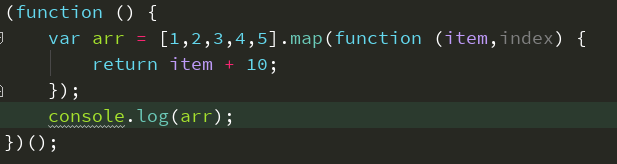 (function () {
    var arr = [1,2,3,4,5].map(function (item,index) {
        return item + 10;
    });
    console.log(arr);
})();